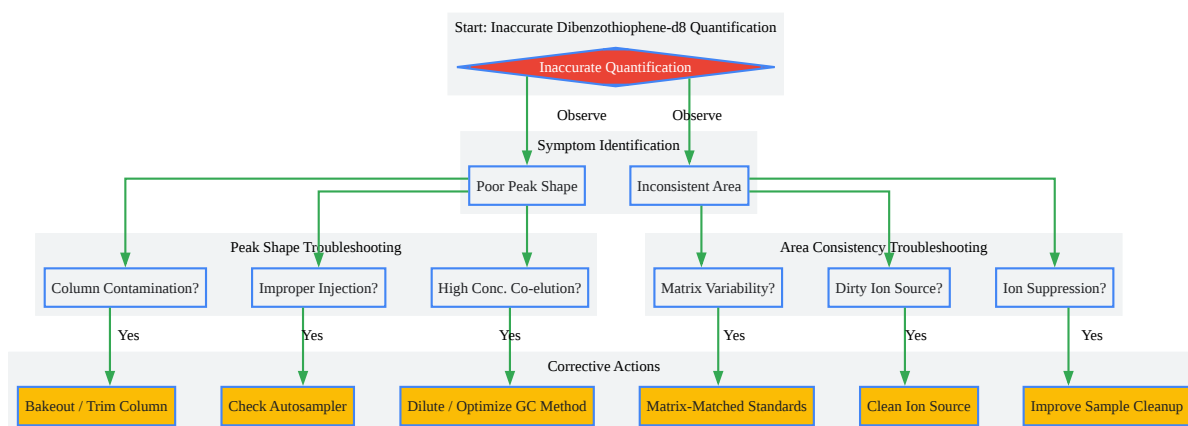 Start: Inaccurate Dibenzothiophene-d8 Quantification
Inaccurate Quantification
Observe
Observe
Symptom Identification
Poor Peak Shape
Inconsistent Area
Peak Shape Troubleshooting
Area Consistency Troubleshooting
Column Contamination?
Improper Injection?
High Conc. Co-elution?
Matrix Variability?
Dirty Ion Source?
Ion Suppression?
Yes
Yes
Yes
Yes
Yes
Yes
Corrective Actions
Bakeout / Trim Column
Check Autosampler
Dilute / Optimize GC Method
Matrix-Matched Standards
Clean Ion Source
Improve Sample Cleanup